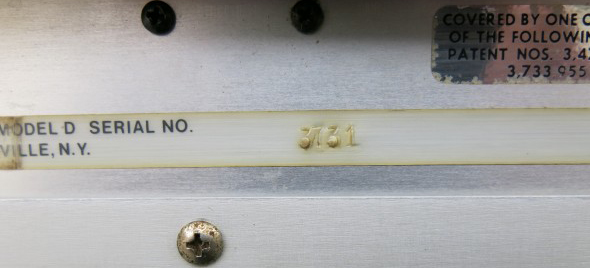 COVERED BY ONE O
OF THE FOLLOWIN
PATENT NOS. 3,4
3,733 955
MODEL D SERIAL NO. 3731
VILLE, N.Y.